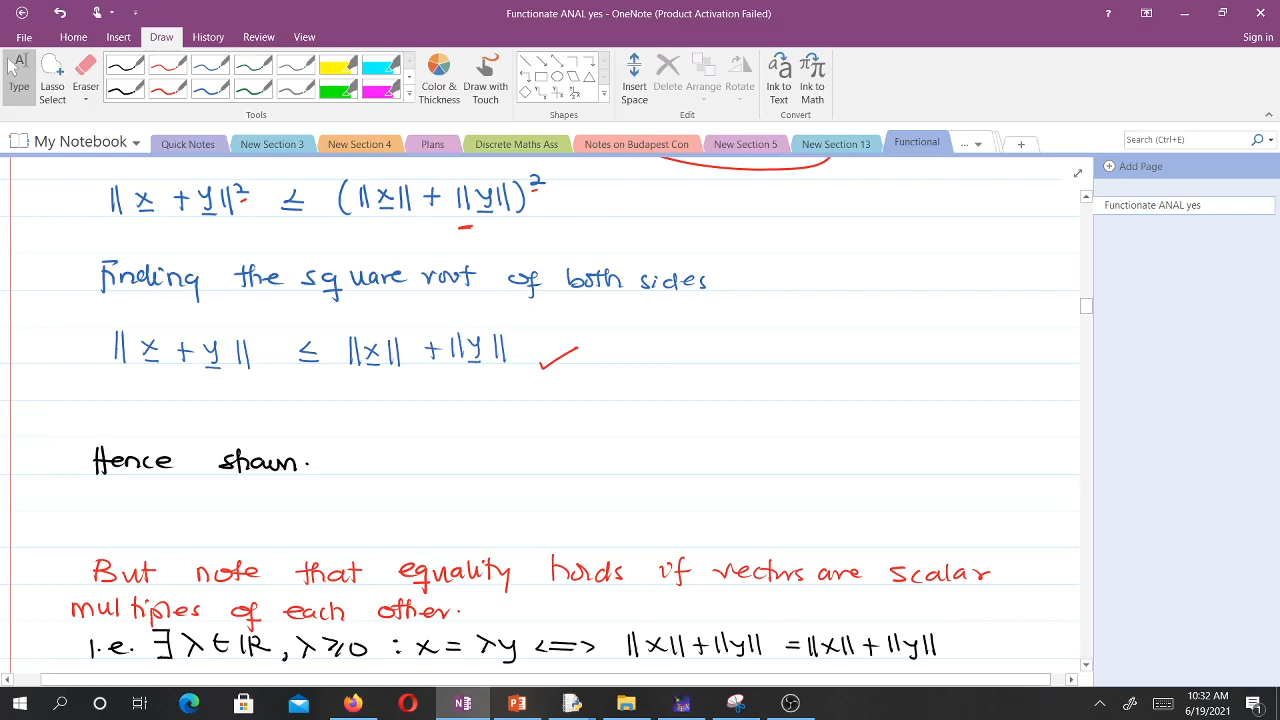 Functionate ANAL yes - OneNote (Product Activation Failed)
File Home Insert Draw History Review View Sign in
Type Lasso Select Eraser Color & Thickness Draw with Touch Insert Space Delete Arrange Rotate Ink to Text Ink to Math
Tools Shapes Edit Convert
My Notebook Quick Notes New Section 3 New Section 4 Plans Discrete Maths Ass Notes on Budapest Con New Section 5 New Section 13 Functional ... Search (Ctrl+E)
Add Page
Functionate ANAL yes
‖x + y‖² ≤ (‖x‖ + ‖y‖)²
Finding the square root of both sides
‖x + y‖ ≤ ‖x‖ + ‖y‖ ✓
Hence shown.
But note that equality holds if vectors are scalar
multiples of each other.
i.e. ∃ λ ∈ ℝ, λ ≥ 0 : x = λy <=> ‖x‖ + ‖y‖ = ‖x‖ + ‖y‖
10:32 AM
6/19/2021